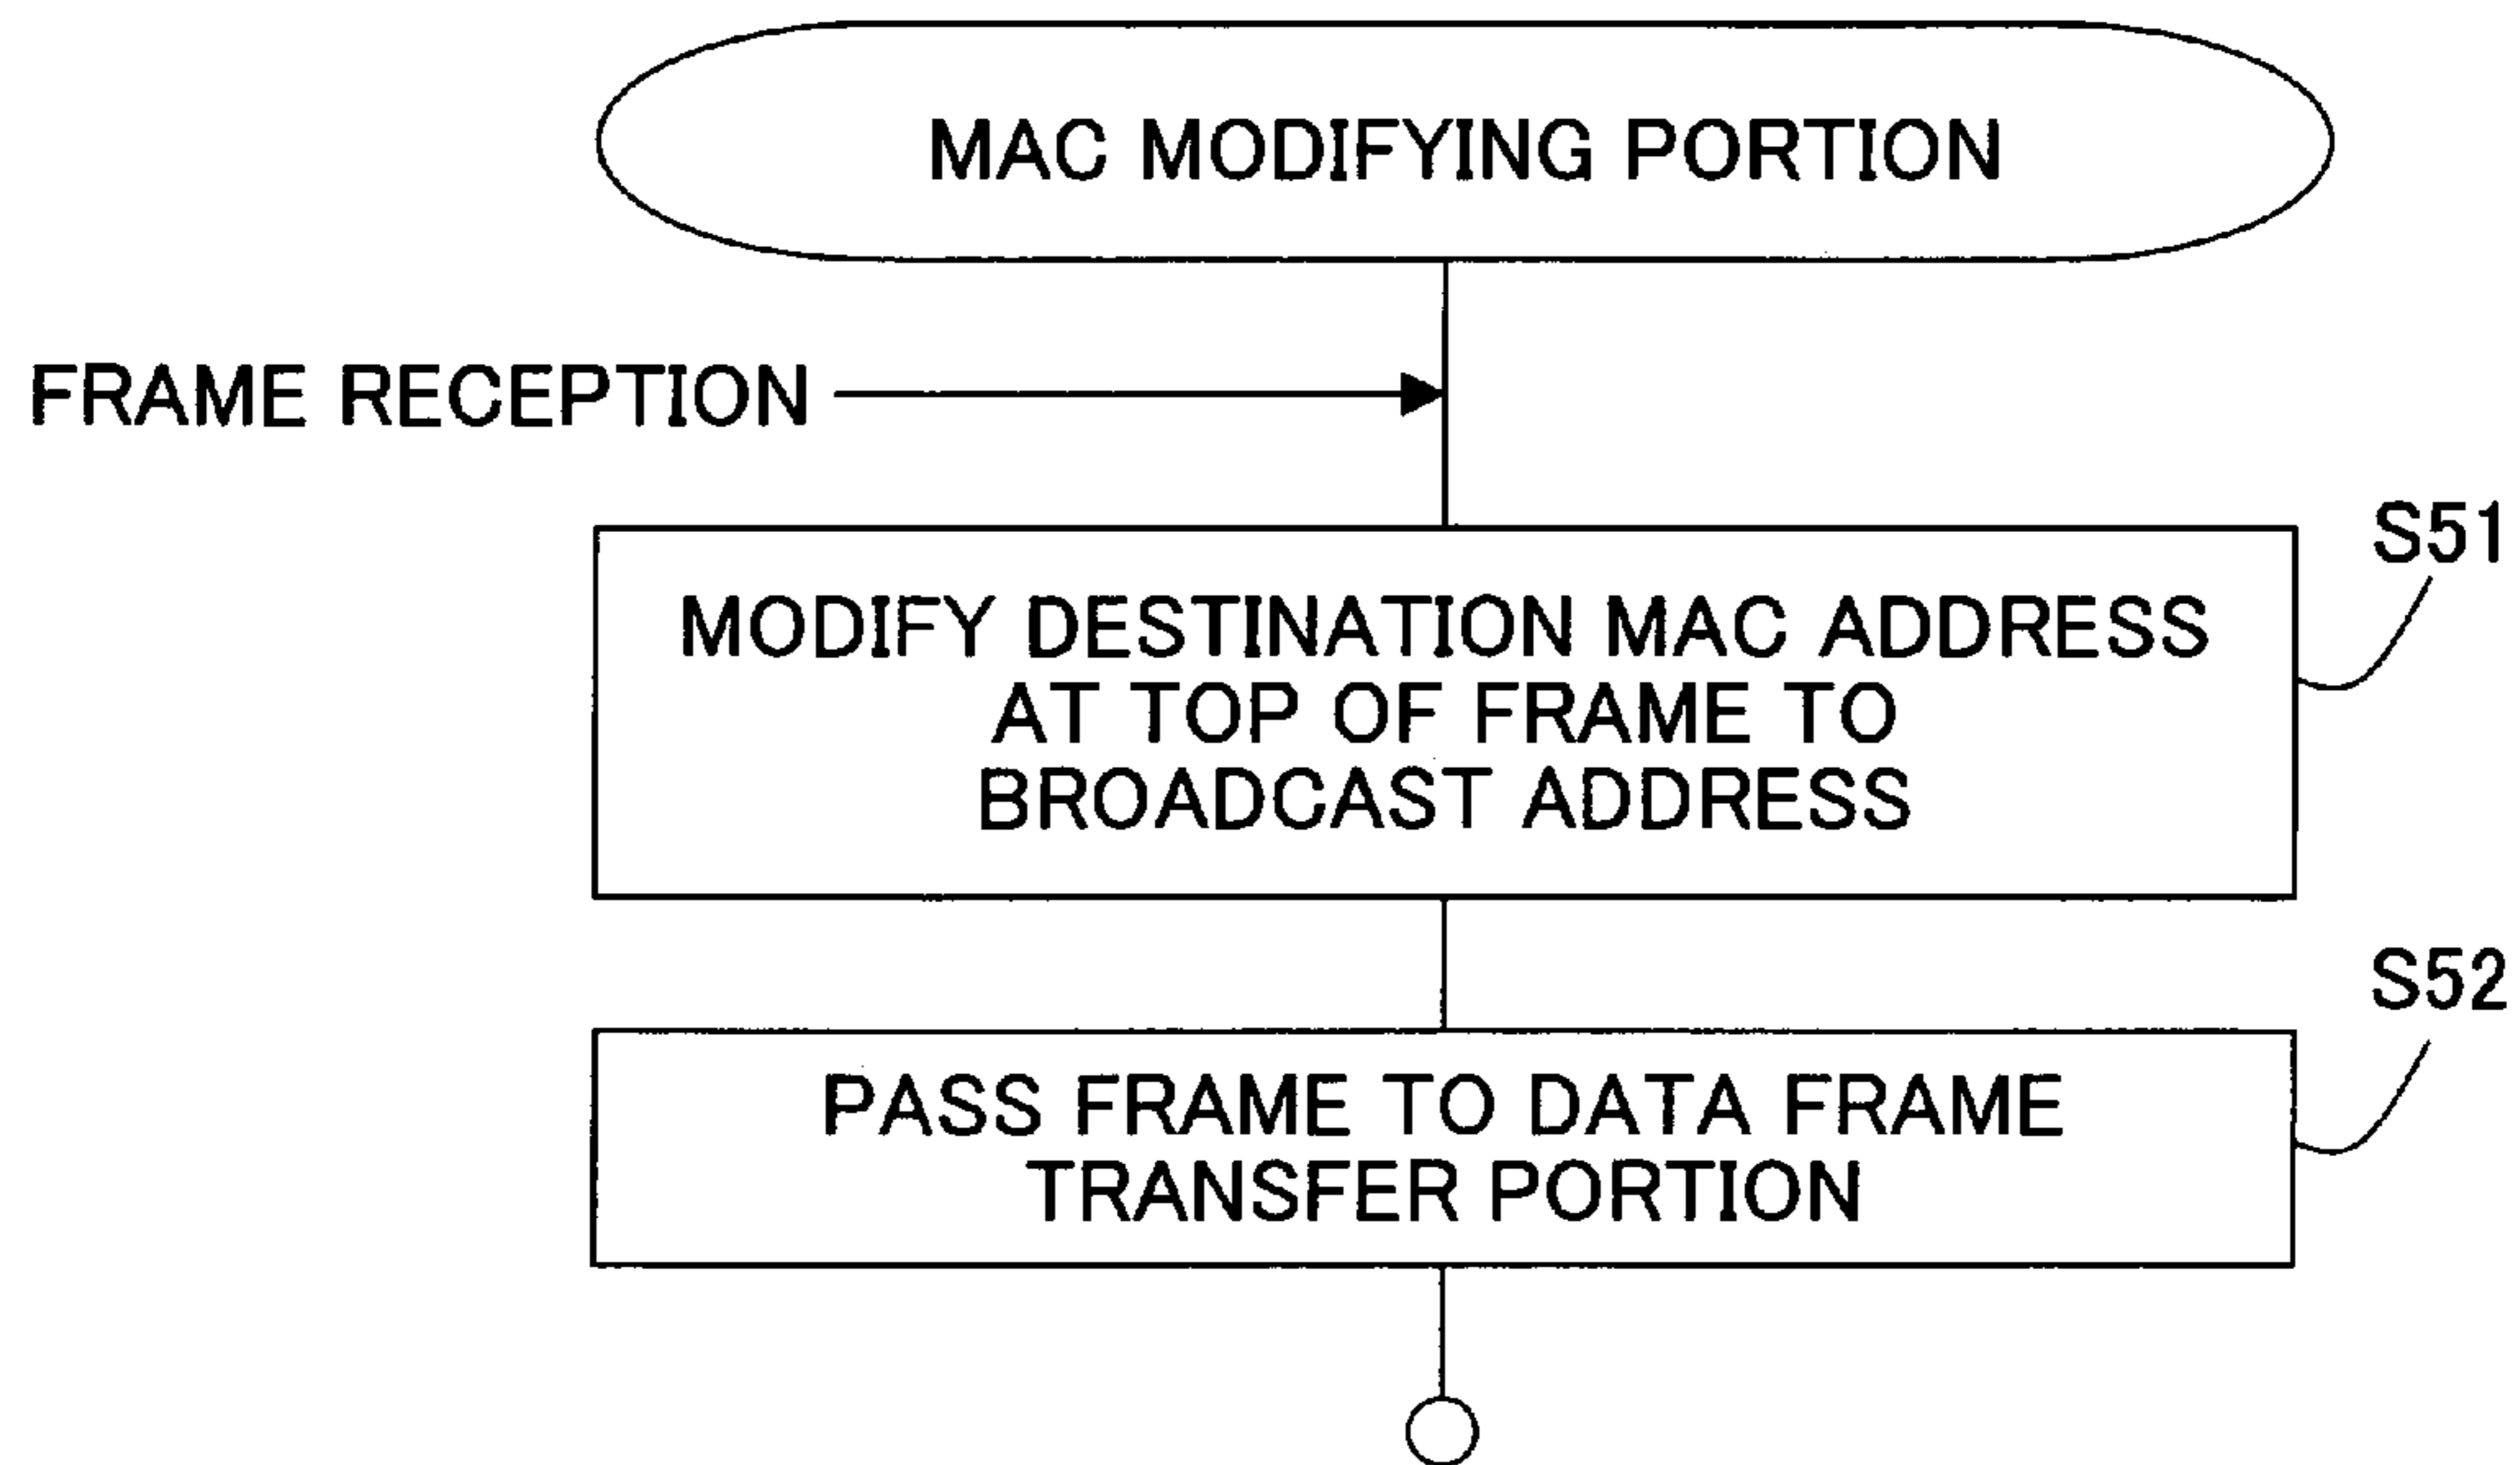 MAC MODIFYING PORTION
FRAME RECEPTION
S51
MODIFY DESTINATION MAC ADDRESS
AT TOP OF FRAME TO
BROADCAST ADDRESS
S52
PASS FRAME TO DATA FRAME
TRANSFER PORTION